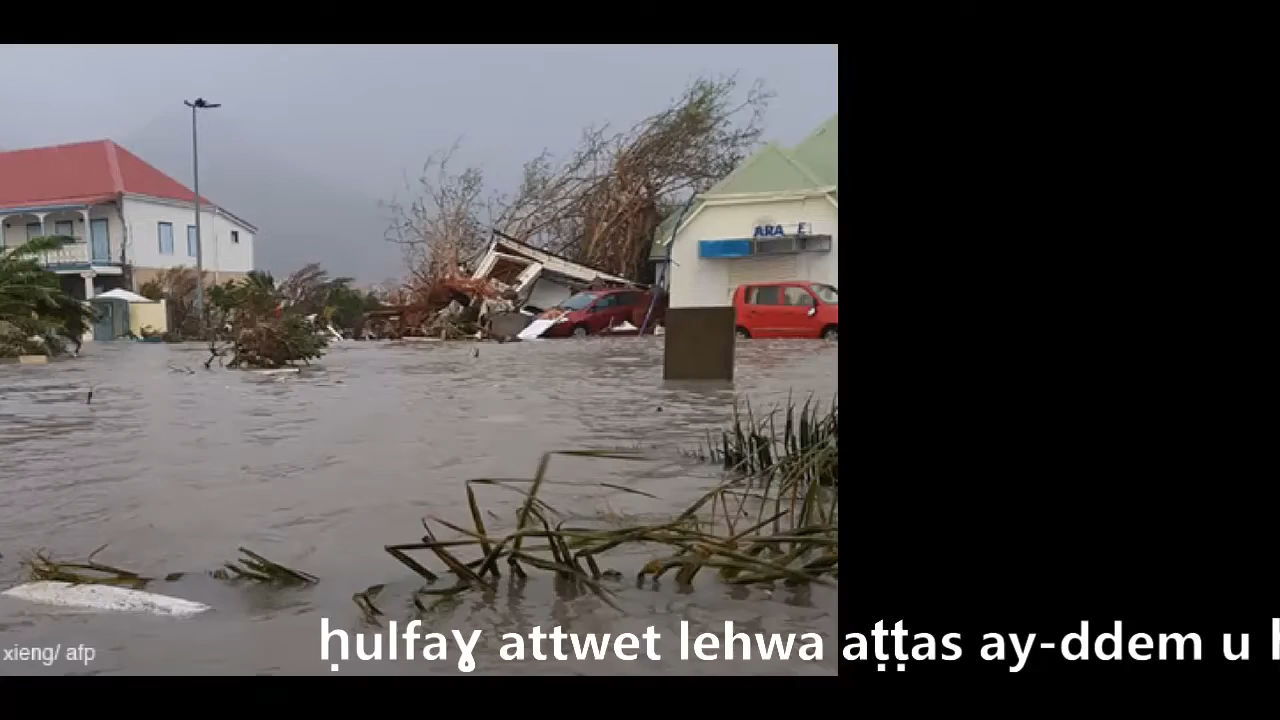 ARA E
xieng/ afp
ḥulfaɣ attwet lehwa aṭṭas ay-ddem u